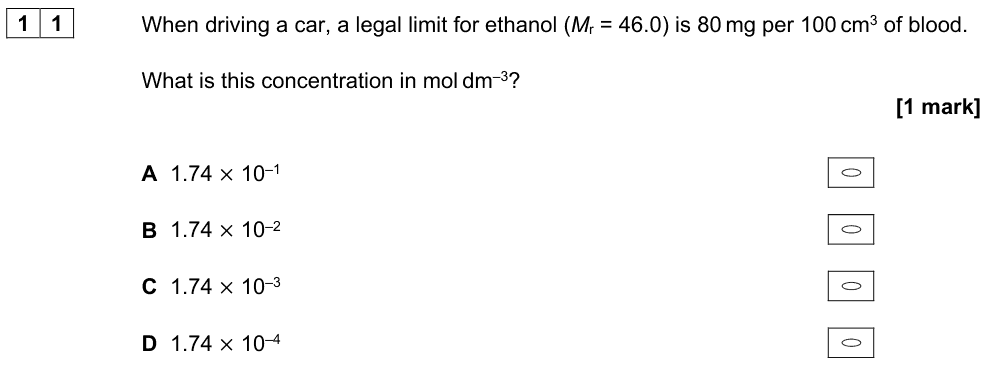 1 1 When driving a car, a legal limit for ethanol (Mᵣ = 46.0) is 80 mg per 100 cm³ of blood.
What is this concentration in mol dm⁻³?
[1 mark]
A 1.74 × 10⁻¹
B 1.74 × 10⁻²
C 1.74 × 10⁻³
D 1.74 × 10⁻⁴